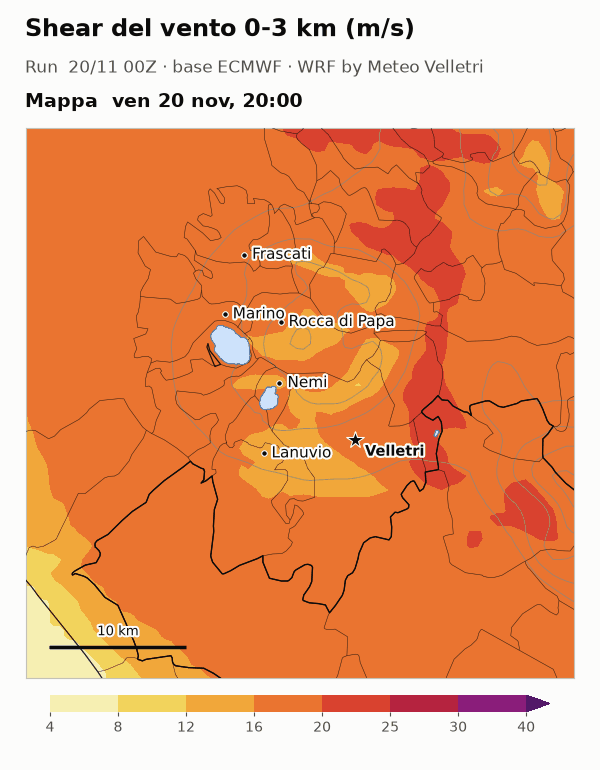 Shear del vento 0-3 km (m/s)
Run  20/11 00Z · base ECMWF · WRF by Meteo Velletri
Mappa  ven 20 nov, 20:00
Frascati
Marino
Rocca di Papa
Nemi
Velletri
Lanuvio
10 km
4 8 12 16 20 25 30 40